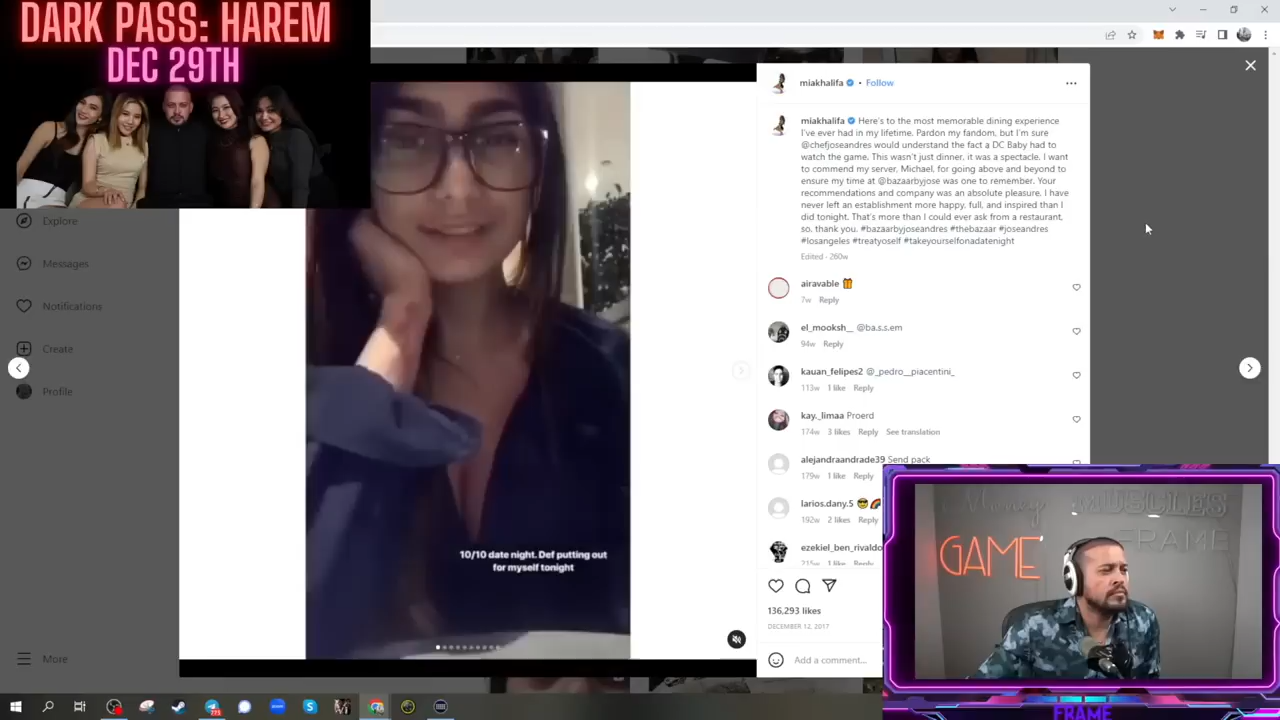 DARK PASS: HAREM
DEC 29TH
Explore
Messages
Notifications
Create
Profile
More
10/10 date night. Def putting out
for myself tonight
miakhalifa • Follow
miakhalifa Here's to the most memorable dining experience
I've ever had in my lifetime. Pardon my fandom, but I'm sure
@chefjoseandres would understand the fact a DC Baby had to
watch the game. This wasn't just dinner, it was a spectacle. I want
to commend my server, Michael, for going above and beyond to
ensure my time at @bazaarbyjose was one to remember. Your
recommendations and company was an absolute pleasure. I have
never left an establishment more happy, full, and inspired than I
did tonight. That's more than I could ever ask from a restaurant,
so, thank you. #bazaarbyjoseandres #thebazaar #joseandres
#losangeles #treatyoself #takeyourselfonadatenight
Edited · 260w
airavable
7w Reply
el_mooksh__ @ba.s.s.em
94w Reply
kauan_felipes2 @_pedro__piacentini_
113w 1 like Reply
kay._limaa Proerd
174w 3 likes Reply See translation
alejandraandrade39 Send pack
179w 1 like Reply
larios.dany.5
192w 2 likes Reply
ezekiel_ben_rivaldo
215w 1 like Reply
136,293 likes
DECEMBER 12, 2017
Add a comment...
Money MUSCLES
GAME FRAME
FRAME